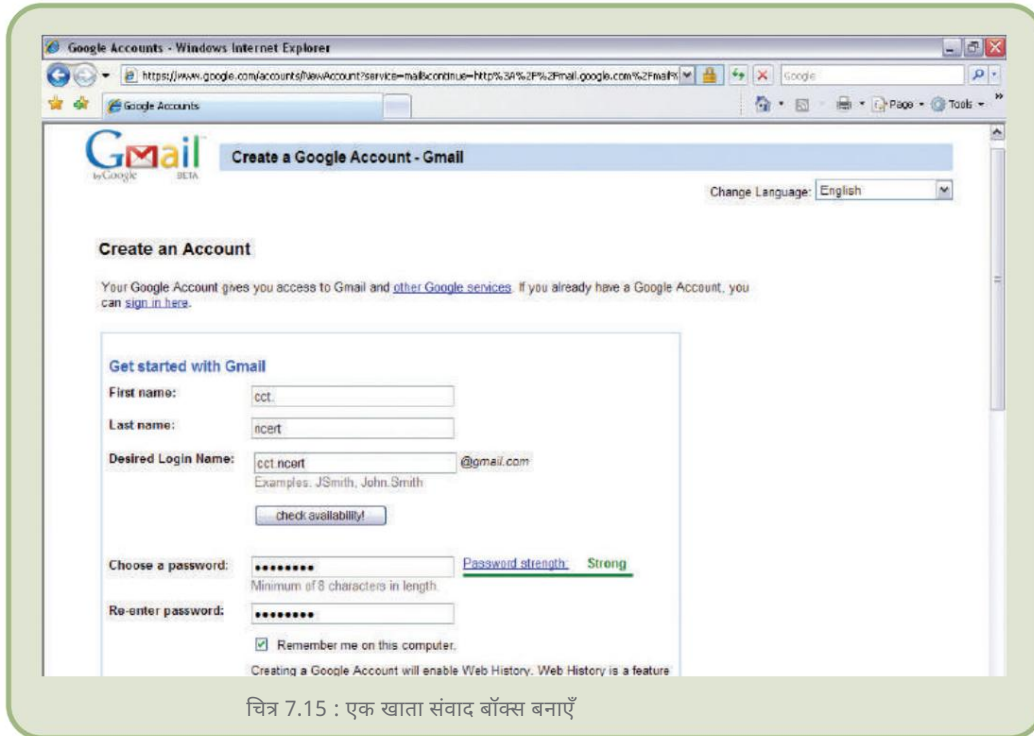 Google Accounts - Windows Internet Explorer
https://www.google.com/accounts/NewAccount?service=mail&continue=http%3A%2F%2Fmail.google.com%2Fmail%
Google
Google Accounts
Page Tools
Gmail
by Google BETA
Create a Google Account - Gmail
Change Language: English
Create an Account
Your Google Account gives you access to Gmail and other Google services. If you already have a Google Account, you
can sign in here.
Get started with Gmail
First name: cct.
Last name: ncert
Desired Login Name: cct.ncert @gmail.com
Examples: JSmith, John.Smith
check availability!
Choose a password: •••••••• Password strength: Strong
Minimum of 8 characters in length.
Re-enter password: ••••••••
Remember me on this computer.
Creating a Google Account will enable Web History. Web History is a feature
चित्र 7.15 : एक खाता संवाद बॉक्स बनाएँ